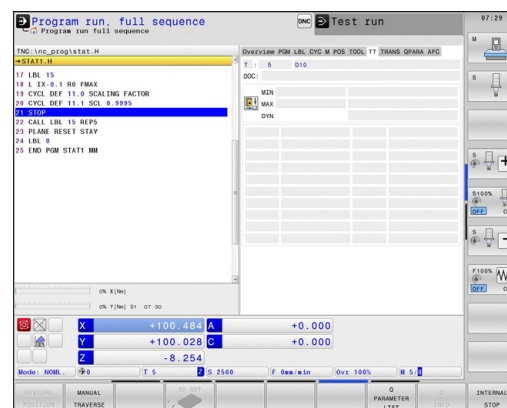 Program run, full sequence
Program run full sequence
DNC
Test run
07:29
TNC:\nc_prog\stat.H
→STAT1.H
17 LBL 15
18 L IX-0.1 R0 FMAX
19 CYCL DEF 11.0 SCALING FACTOR
20 CYCL DEF 11.1 SCL 0.9995
21 STOP
22 CALL LBL 15 REP5
23 PLANE RESET STAY
24 LBL 0
25 END PGM STAT1 MM
Overview PGM LBL CYC M POS TOOL TT TRANS QPARA AFC
T : 5 D10
DOC:
MIN
MAX
DYN
0% X[Nm]
0% Y[Nm] S1 07:30
X +100.484 A +0.000
Y +100.028 C +0.000
Z -8.254
Mode: NOML. 0 T 5 Z S 2500 F 0mm/min Ovr 100% M 5/
M
S
S
S100%
OFF
S
F100%
OFF
RESTORE POSITION
MANUAL TRAVERSE
3D ROT
Q PARAMETER LIST
INTERNAL STOP